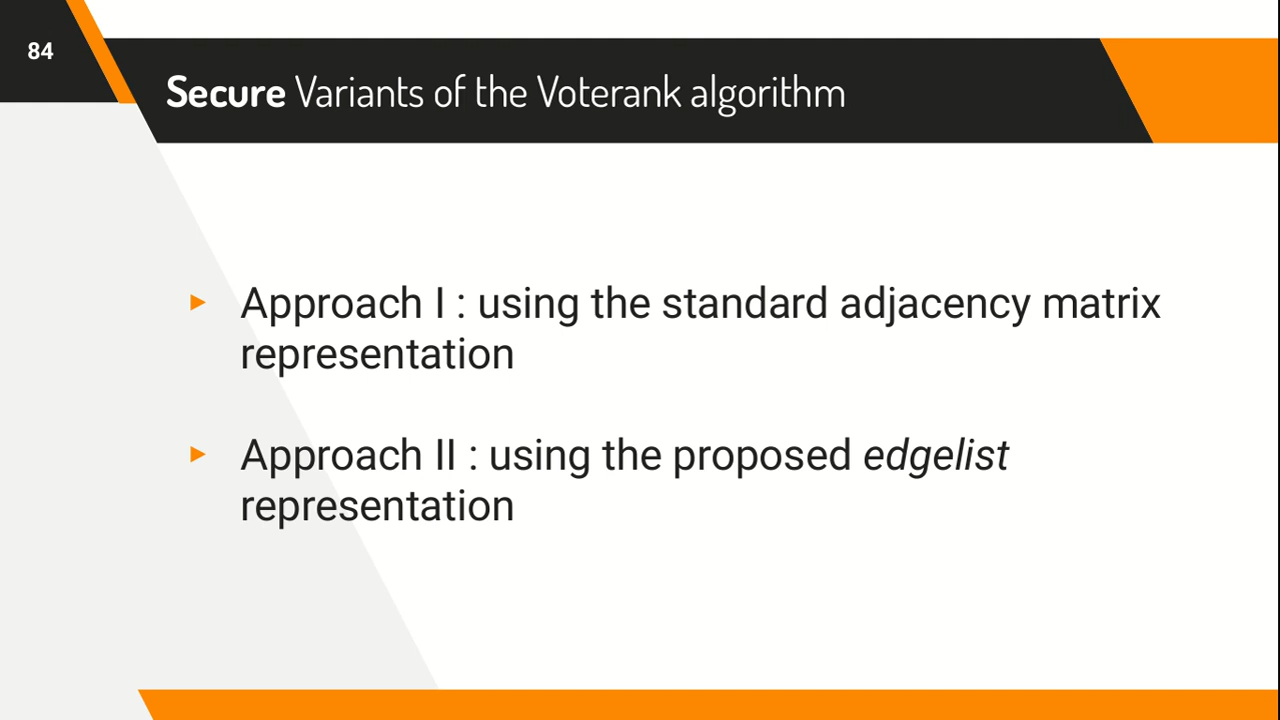 84
Secure Variants of the Voterank algorithm
Approach I : using the standard adjacency matrix
representation
Approach II : using the proposed edgelist
representation